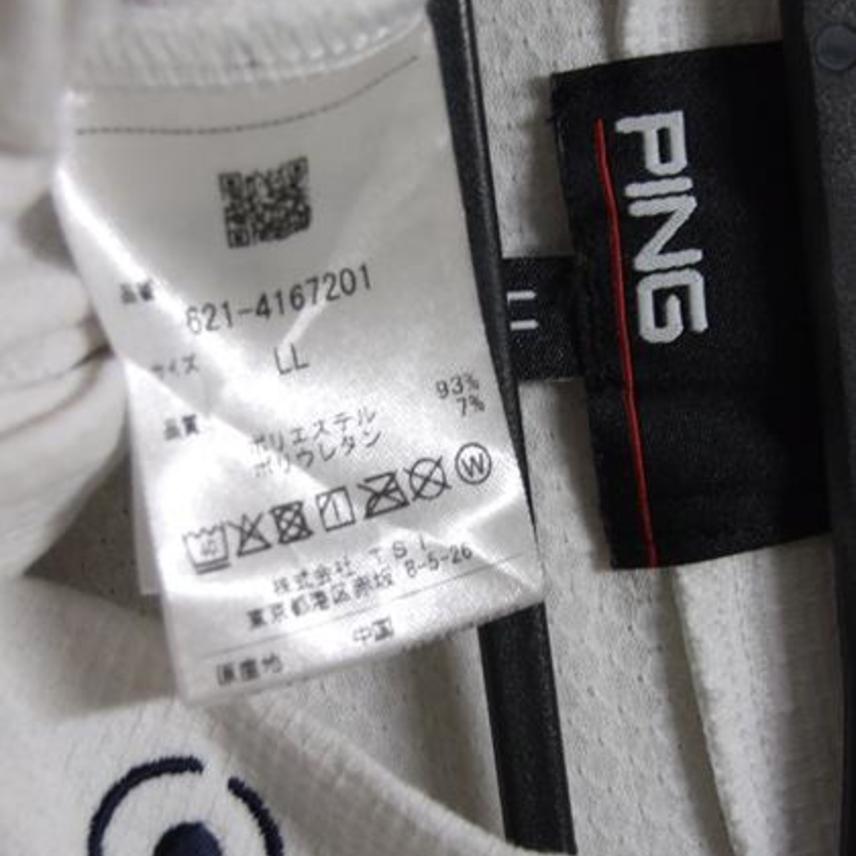 品番
621-4167201
サイズ LL
品質
ポリエステル 93%
ポリウレタン 7%
40
W
株式会社 TSI
東京都港区赤坂 8-5-26
原産地 中国
PING
LL